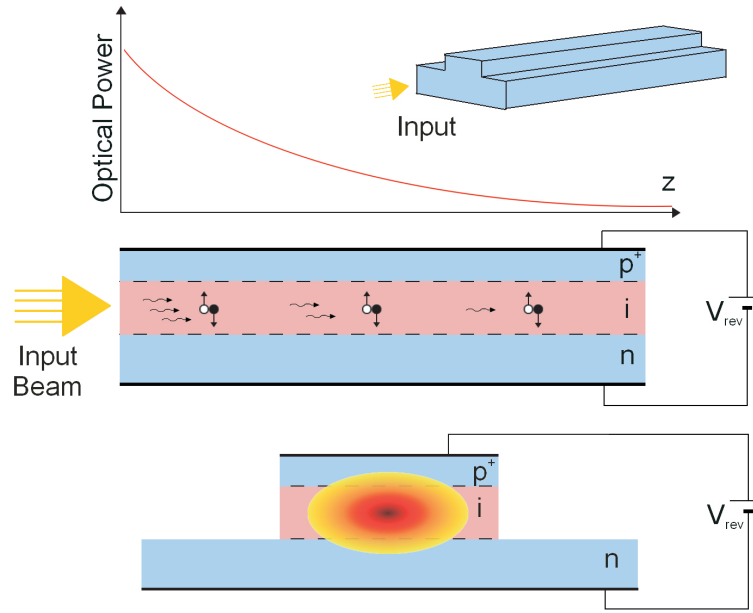 Optical Power
Input
z
p+
i
n
Vrev
Input
Beam
p+
i
n
Vrev